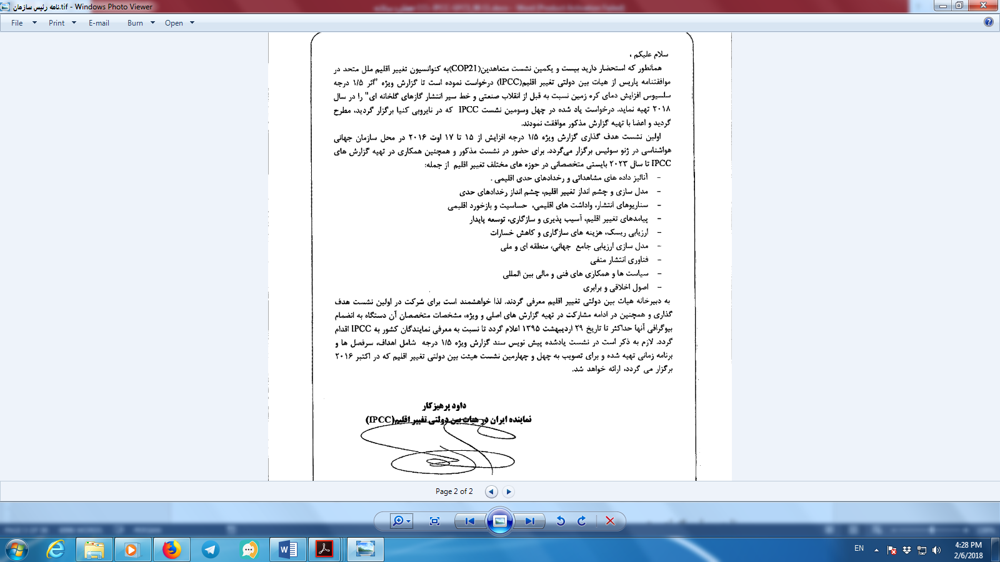 نامه رئیس سازمان.tif - Windows Photo Viewer
File Print E-mail Burn Open
سلام علیکم ،
همانطور که استحضار دارید بیست و یکمین نشست متعاهدین(COP21)به کنوانسیون تغییر اقلیم ملل متحد در
موافقتنامه پاریس از هیات بین دولتی تغییر اقلیم(IPCC) درخواست نموده است تا گزارش ویژه "اثر ۱/۵ درجه
سلسیوس افزایش دمای کره زمین نسبت به قبل از انقلاب صنعتی و خط سیر انتشار گازهای گلخانه ای" را در سال
۲۰۱۸ تهیه نماید. درخواست یاد شده در چهل وسومین نشست IPCC که در نایروبی کنیا برگزار گردید، مطرح
گردید و اعضا با تهیه گزارش مذکور موافقت نمودند.
اولین نشست هدف گذاری گزارش ویژه ۱/۵ درجه افزایش از ۱۵ تا ۱۷ اوت ۲۰۱۶ در محل سازمان جهانی
هواشناسی در ژنو سوئیس برگزار می‌گردد. برای حضور در نشست مذکور و همچنین همکاری در تهیه گزارش های
IPCC تا سال ۲۰۲۳ بایستی متخصصانی در حوزه های مختلف تغییر اقلیم از جمله:
- آنالیز داده های مشاهداتی و رخدادهای حدی اقلیمی .
- مدل سازی و چشم انداز تغییر اقلیم، چشم انداز رخدادهای حدی
- سناریوهای انتشار، واداشت های اقلیمی، حساسیت و بازخورد اقلیمی
- پیامدهای تغییر اقلیم، آسیب پذیری و سازگاری، توسعه پایدار
- ارزیابی ریسک، هزینه های سازگاری و کاهش خسارات
- مدل سازی ارزیابی جامع جهانی، منطقه ای و ملی
- فناوری انتشار منفی
- سیاست ها و همکاری های فنی و مالی بین المللی
- اصول اخلاقی و برابری
به دبیرخانه هیات بین دولتی تغییر اقلیم معرفی گردند. لذا خواهشمند است برای شرکت در اولین نشست هدف
گذاری و همچنین در ادامه مشارکت در تهیه گزارش های اصلی و ویژه، مشخصات متخصصان آن دستگاه به انضمام
بیوگرافی آنها حداکثر تا تاریخ ۲۹ اردیبهشت ۱۳۹۵ اعلام گردد تا نسبت به معرفی نمایندگان کشور به IPCC اقدام
گردد. لازم به ذکر است در نشست یادشده پیش نویس سند گزارش ویژه ۱/۵ درجه شامل اهداف، سرفصل ها و
برنامه زمانی تهیه شده و برای تصویب به چهل و چهارمین نشست هیئت بین دولتی تغییر اقلیم که در اکتبر ۲۰۱۶
برگزار می گردد، ارائه خواهد شد.
داود پرهیزکار
نماینده ایران در هیات بین دولتی تغییر اقلیم(IPCC)
Page 2 of 2
EN
4:28 PM
2/6/2018